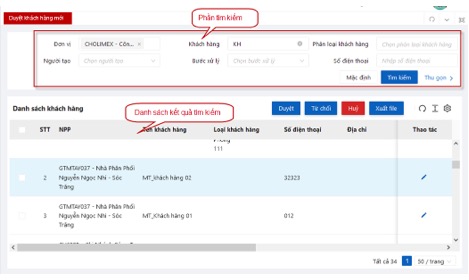 Duyệt khách hàng mới
Phần tìm kiếm
Đơn vị CHOLIMEX - Côn... × Khách hàng KH Phân loại khách hàng Chọn phân loại khách hàng
Người tạo Chọn người tạo Bước xử lý Chọn bước xử lý Số điện thoại Nhập số điện thoại
Mặc định Tìm kiếm Thu gọn
Danh sách khách hàng Danh sách kết quả tìm kiếm Duyệt Từ chối Huỷ Xuất file
STT NPP Tên khách hàng Loại khách hàng Số điện thoại Địa chỉ Thao tác
111
GTMTAY037 - Nhà Phân Phối
2 Nguyễn Ngọc Nhi - Sóc MT_khách hàng 02 32323
Trăng
GTMTAY037 - Nhà Phân Phối
3 Nguyễn Ngọc Nhi - Sóc MT_Khách hàng 01 012
Trăng
Tất cả 34 1 50 / trang